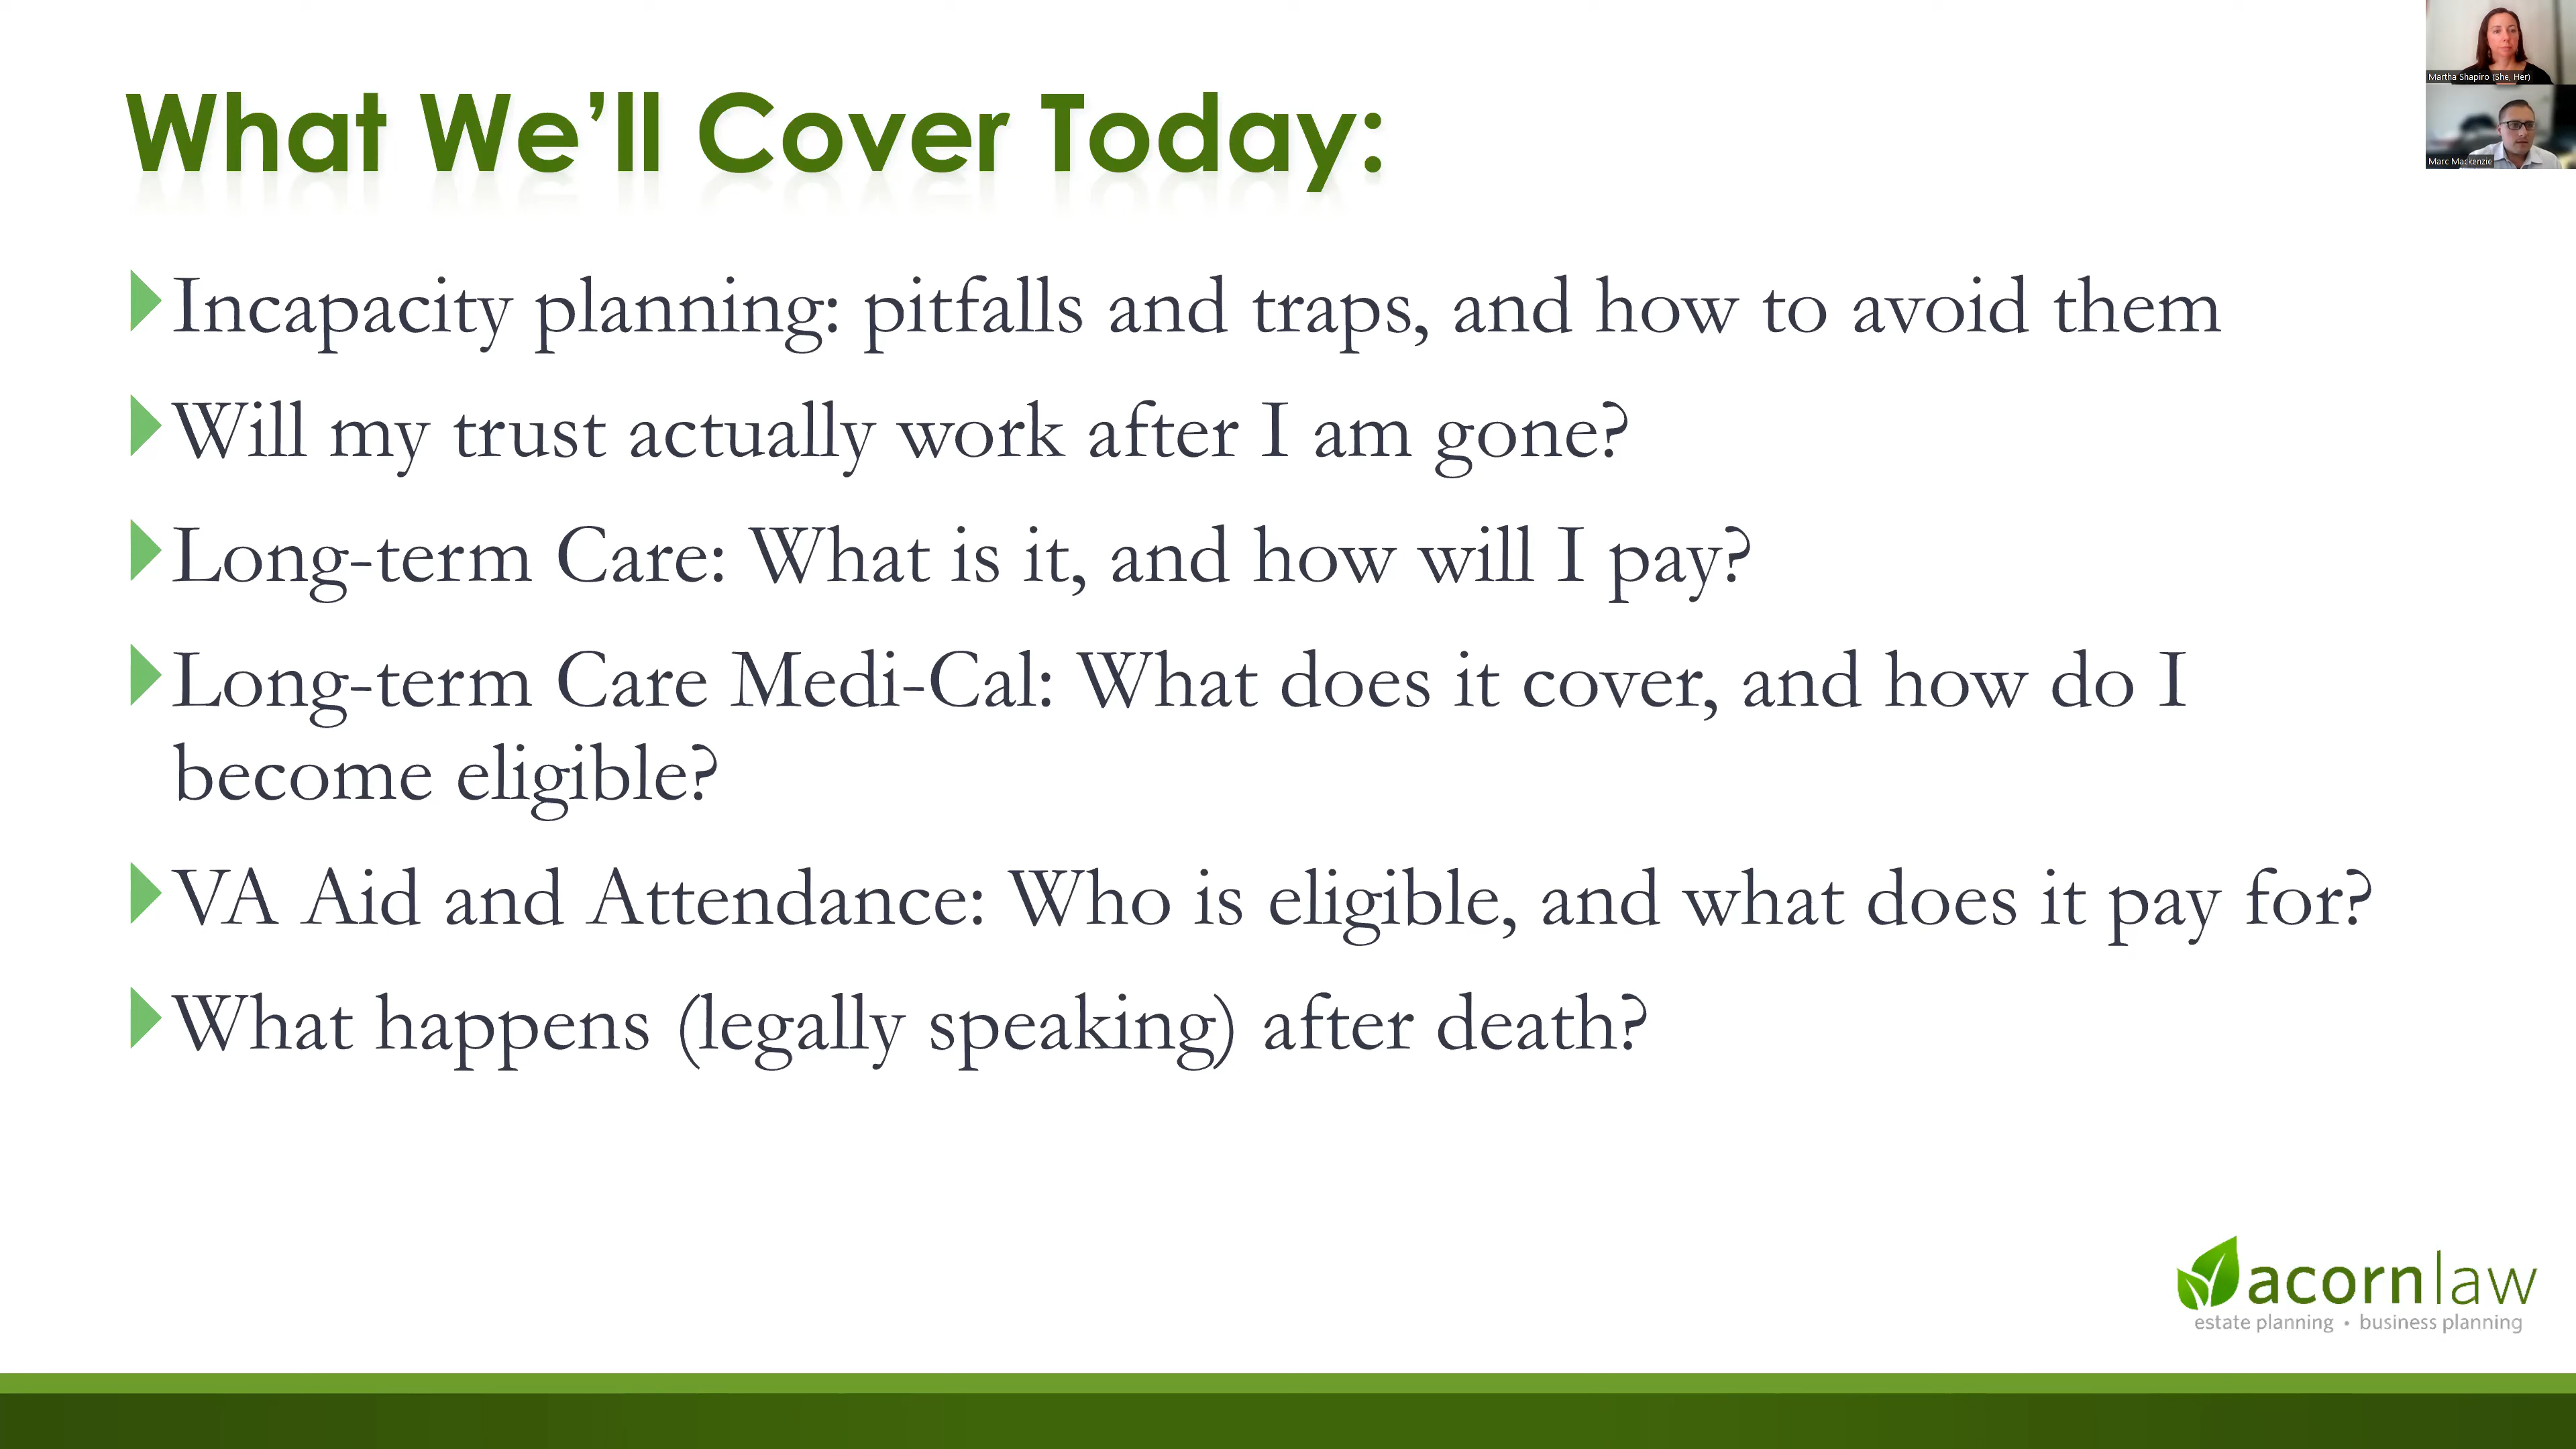 What We’ll Cover Today:
Martha Shapiro (She, Her)
Marc Mackenzie
Incapacity planning: pitfalls and traps, and how to avoid them
Will my trust actually work after I am gone?
Long-term Care: What is it, and how will I pay?
Long-term Care Medi-Cal: What does it cover, and how do I
become eligible?
VA Aid and Attendance: Who is eligible, and what does it pay for?
What happens (legally speaking) after death?
acorn|law
estate planning • business planning